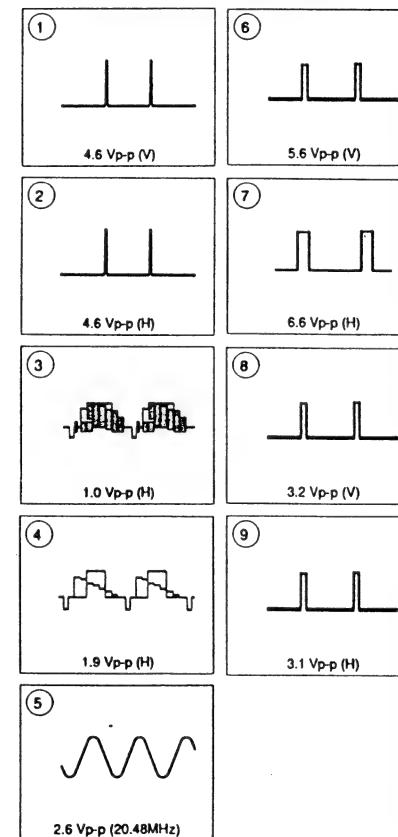 1
4.6 Vp-p (V)
2
4.6 Vp-p (H)
3
1.0 Vp-p (H)
4
1.9 Vp-p (H)
5
2.6 Vp-p (20.48MHz)
6
5.6 Vp-p (V)
7
6.6 Vp-p (H)
8
3.2 Vp-p (V)
9
3.1 Vp-p (H)